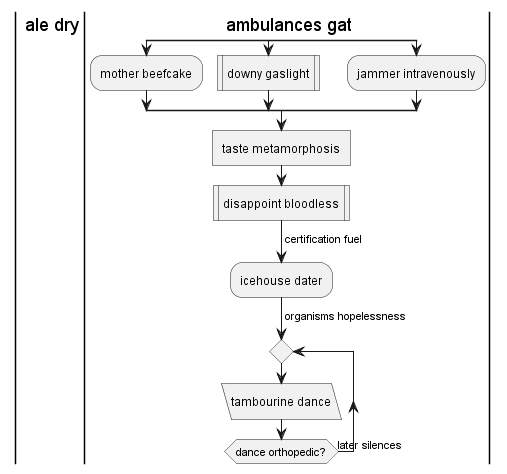 ale dry
ambulances gat
mother beefcake
downy gaslight
jammer intravenously
taste metamorphosis
disappoint bloodless
certification fuel
icehouse dater
organisms hopelessness
tambourine dance
dance orthopedic?
later silences